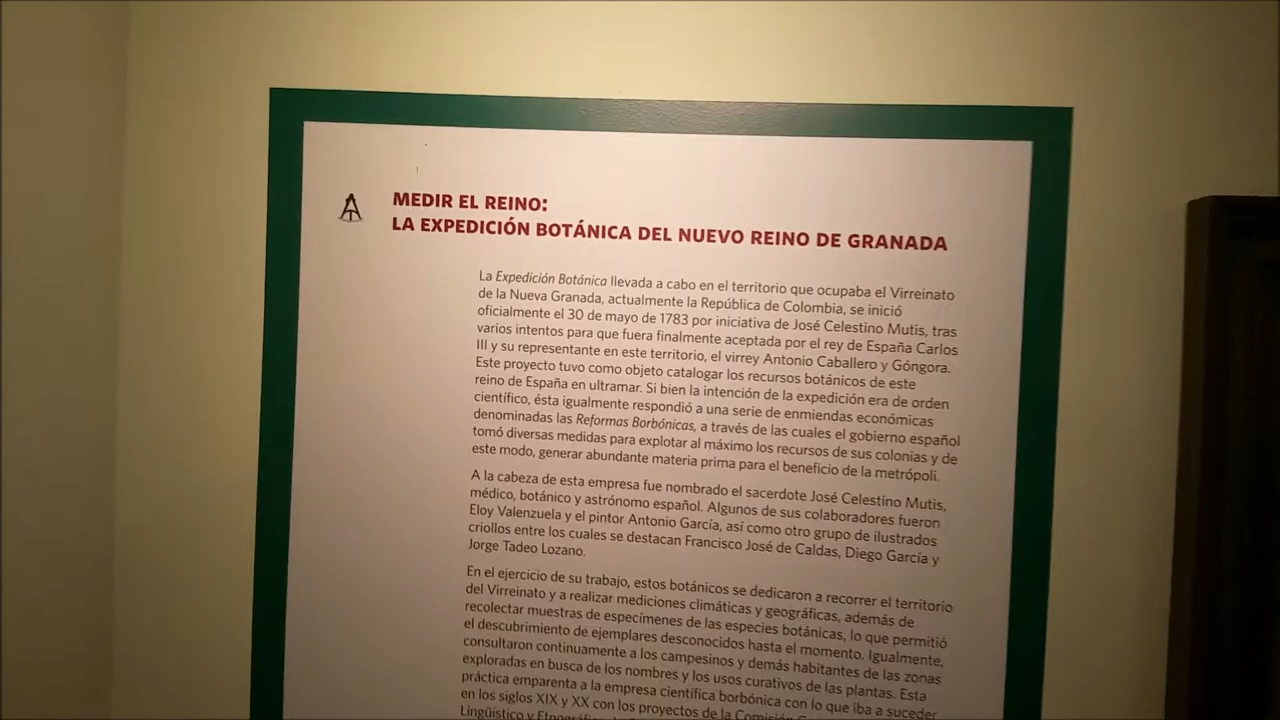 MEDIR EL REINO:
LA EXPEDICIÓN BOTÁNICA DEL NUEVO REINO DE GRANADA
La Expedición Botánica llevada a cabo en el territorio que ocupaba el Virreinato
de la Nueva Granada, actualmente la República de Colombia, se inició
oficialmente el 30 de mayo de 1783 por iniciativa de José Celestino Mutis, tras
varios intentos para que fuera finalmente aceptada por el rey de España Carlos
III y su representante en este territorio, el virrey Antonio Caballero y Góngora.
Este proyecto tuvo como objeto catalogar los recursos botánicos de este
reino de España en ultramar. Si bien la intención de la expedición era de orden
científico, ésta igualmente respondió a una serie de enmiendas económicas
denominadas las Reformas Borbónicas, a través de las cuales el gobierno español
tomó diversas medidas para explotar al máximo los recursos de sus colonias y de
este modo, generar abundante materia prima para el beneficio de la metrópoli.
A la cabeza de esta empresa fue nombrado el sacerdote José Celestino Mutis,
médico, botánico y astrónomo español. Algunos de sus colaboradores fueron
Eloy Valenzuela y el pintor Antonio García, así como otro grupo de ilustrados
criollos entre los cuales se destacan Francisco José de Caldas, Diego García y
Jorge Tadeo Lozano.
En el ejercicio de su trabajo, estos botánicos se dedicaron a recorrer el territorio
del Virreinato y a realizar mediciones climáticas y geográficas, además de
recolectar muestras de especímenes de las especies botánicas, lo que permitió
el descubrimiento de ejemplares desconocidos hasta el momento. Igualmente,
consultaron continuamente a los campesinos y demás habitantes de las zonas
exploradas en busca de los nombres y los usos curativos de las plantas. Esta
práctica emparenta a la empresa científica borbónica con lo que iba a suceder
en los siglos XIX y XX con los proyectos de la Comisión
Lingüístico y